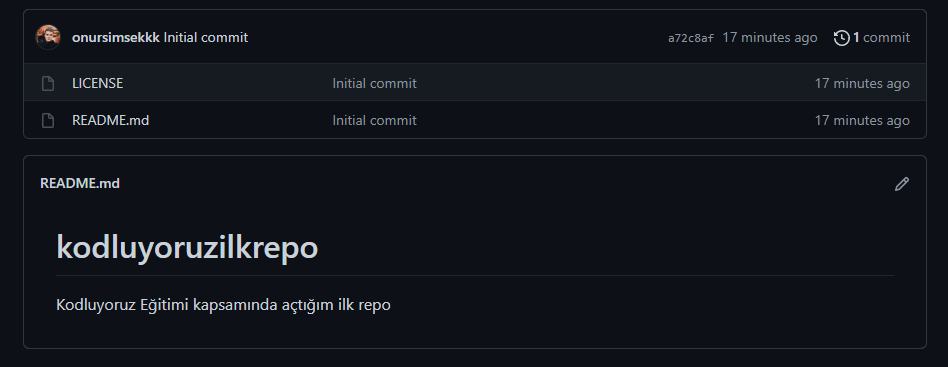 onursimsekkk Initial commit a72c8af 17 minutes ago 1 commit
LICENSE Initial commit 17 minutes ago
README.md Initial commit 17 minutes ago
README.md
kodluyoruzilkrepo
Kodluyoruz Eğitimi kapsamında açtığım ilk repo